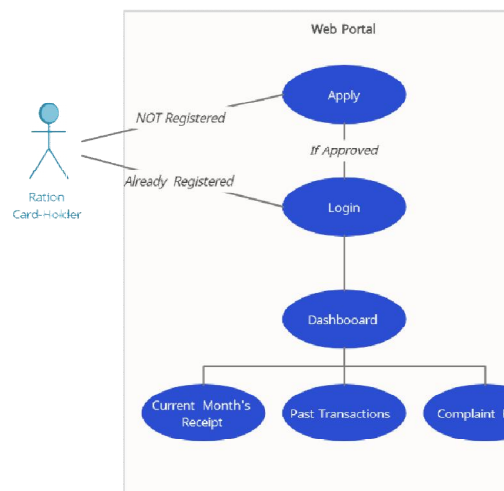 Web Portal
Apply
NOT Registered
If Approved
Already Registered
Ration
Card-Holder
Login
Dashbooard
Current Month's
Receipt
Past Transactions
Complaint